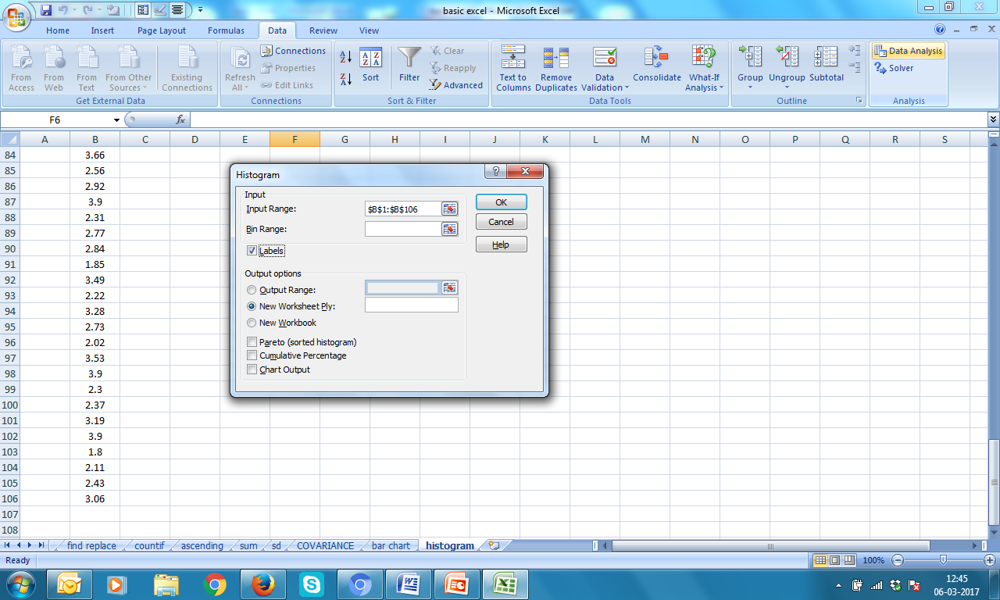 basic excel - Microsoft Excel
Home Insert Page Layout Formulas Data Review View
From Access
From Web
From Text
From Other Sources
Existing Connections
Get External Data
Refresh All
Connections
Properties
Edit Links
Connections
Sort
Filter
Clear
Reapply
Advanced
Sort & Filter
Text to Columns
Remove Duplicates
Data Validation
Consolidate
What-If Analysis
Data Tools
Group
Ungroup
Subtotal
Outline
Data Analysis
Solver
Analysis
F6 fx
A B C D E F G H I J K L M N O P Q R S
84 3.66
85 2.56
86 2.92
87 3.9
88 2.31
89 2.77
90 2.84
91 1.85
92 3.49
93 2.22
94 3.28
95 2.73
96 2.02
97 3.53
98 3.9
99 2.3
100 2.37
101 3.19
102 3.9
103 1.8
104 2.11
105 2.43
106 3.06
107
108
Histogram
Input
Input Range: $B$1:$B$106
Bin Range:
Labels
Output options
Output Range:
New Worksheet Ply:
New Workbook
Pareto (sorted histogram)
Cumulative Percentage
Chart Output
OK
Cancel
Help
find replace countif ascending sum sd COVARIANCE bar chart histogram
Ready 100%
12:45
06-03-2017